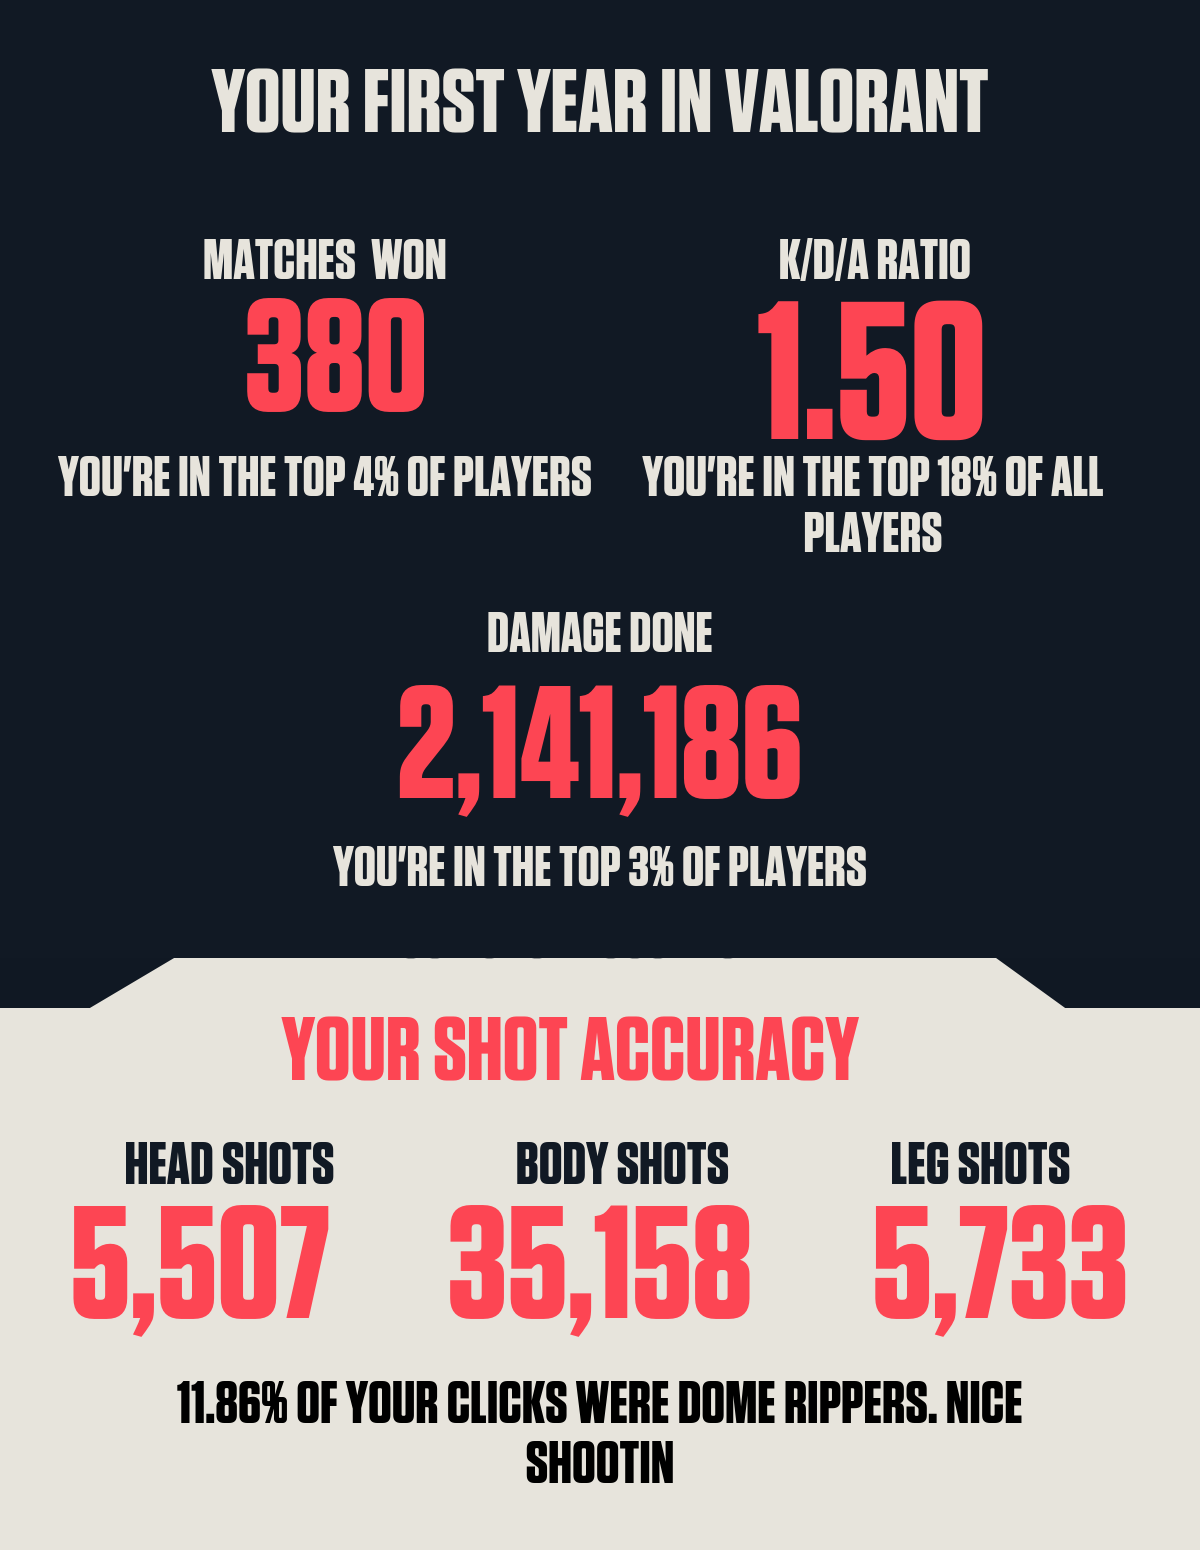 YOUR FIRST YEAR IN VALORANT
MATCHES WON
380
YOU'RE IN THE TOP 4% OF PLAYERS
K/D/A RATIO
1.50
YOU'RE IN THE TOP 18% OF ALL
PLAYERS
DAMAGE DONE
2,141,186
YOU'RE IN THE TOP 3% OF PLAYERS
YOUR SHOT ACCURACY
HEAD SHOTS
5,507
BODY SHOTS
35,158
LEG SHOTS
5,733
11.86% OF YOUR CLICKS WERE DOME RIPPERS. NICE
SHOOTIN